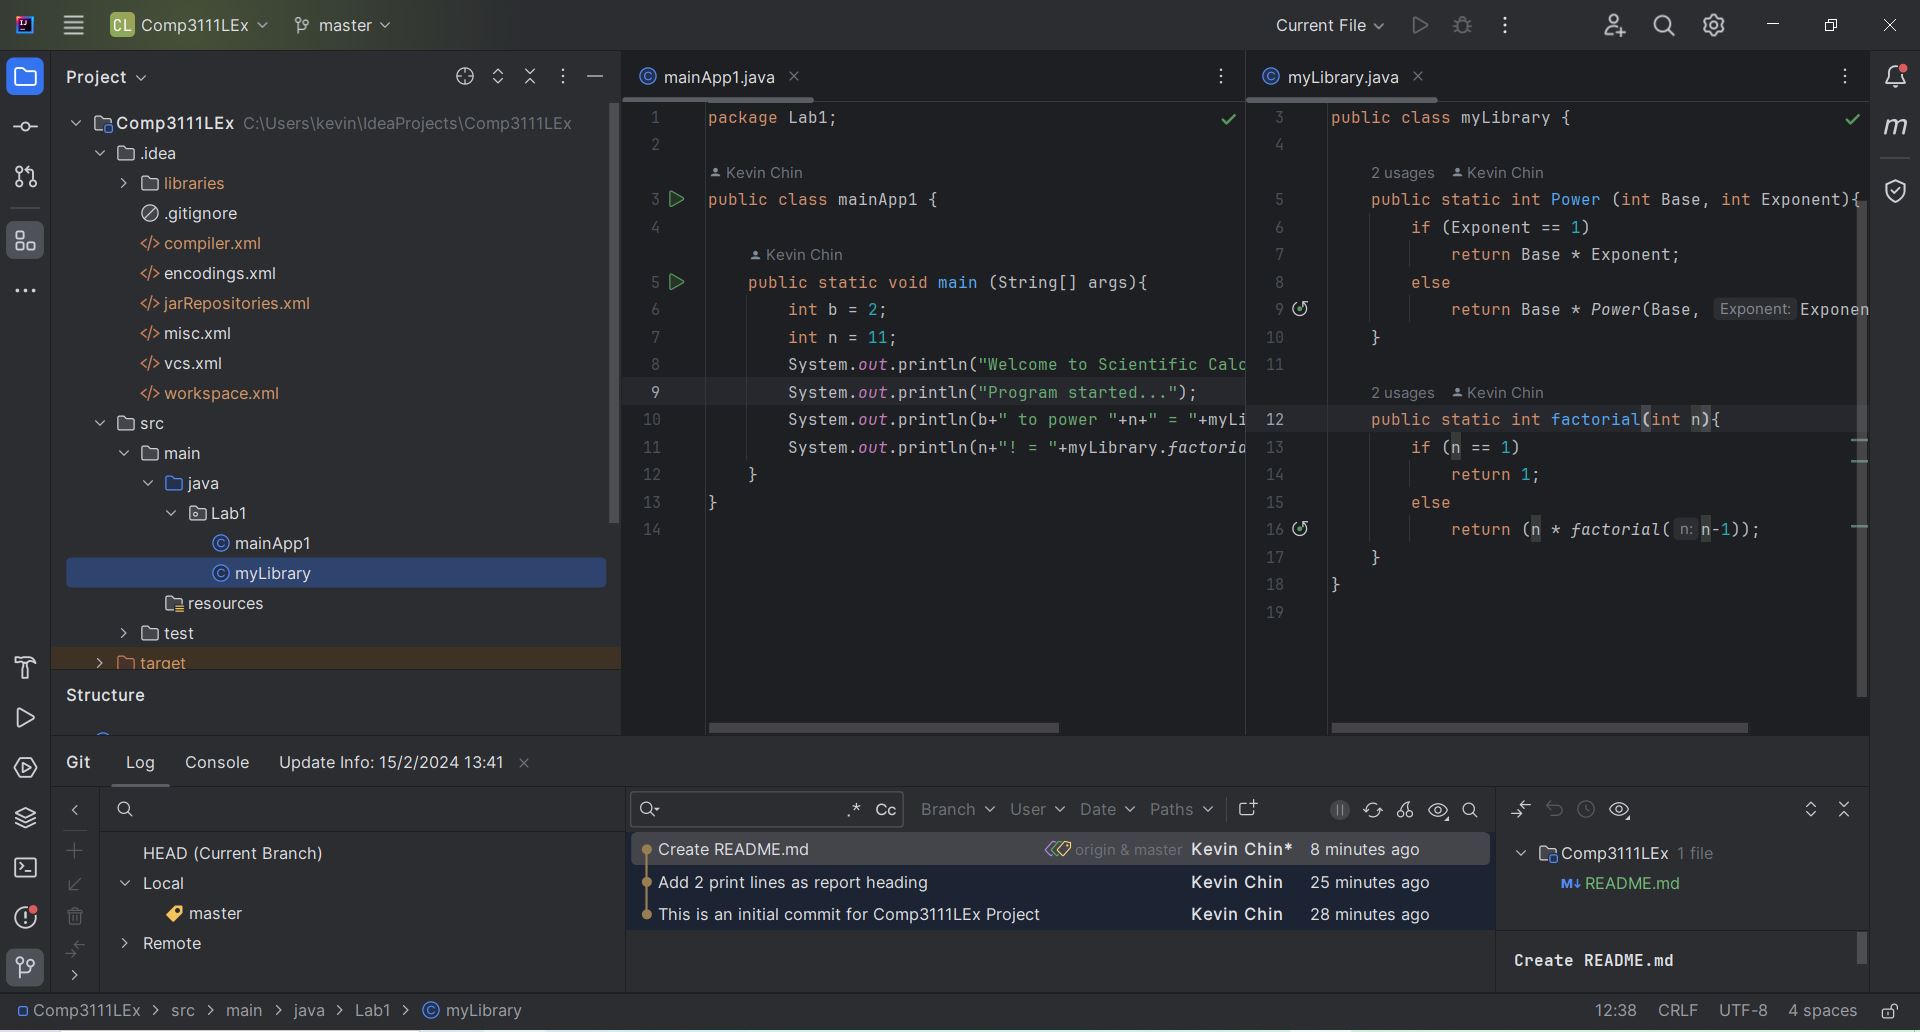 CL Comp3111LEx master Current File
Project
Comp3111LEx C:\Users\kevin\IdeaProjects\Comp3111LEx
.idea
libraries
.gitignore
compiler.xml
encodings.xml
jarRepositories.xml
misc.xml
vcs.xml
workspace.xml
src
main
java
Lab1
mainApp1
myLibrary
resources
test
target
Structure
mainApp1.java
1 package Lab1;
2
Kevin Chin
3 public class mainApp1 {
4
Kevin Chin
5 public static void main (String[] args){
6 int b = 2;
7 int n = 11;
8 System.out.println("Welcome to Scientific Calc
9 System.out.println("Program started...");
10 System.out.println(b+" to power "+n+" = "+myLi
11 System.out.println(n+"! = "+myLibrary.factoria
12 }
13 }
14
myLibrary.java
3 public class myLibrary {
4
2 usages Kevin Chin
5 public static int Power (int Base, int Exponent){
6 if (Exponent == 1)
7 return Base * Exponent;
8 else
9 return Base * Power(Base, Exponent: Exponen
10 }
11
2 usages Kevin Chin
12 public static int factorial(int n){
13 if (n == 1)
14 return 1;
15 else
16 return (n * factorial( n: n-1));
17 }
18 }
19
Git Log Console Update Info: 15/2/2024 13:41
HEAD (Current Branch)
Local
master
Remote
.* Cc Branch User Date Paths
Create README.md origin & master Kevin Chin* 8 minutes ago
Add 2 print lines as report heading Kevin Chin 25 minutes ago
This is an initial commit for Comp3111LEx Project Kevin Chin 28 minutes ago
Comp3111LEx 1 file
M↓ README.md
Create README.md
Comp3111LEx > src > main > java > Lab1 > myLibrary 12:38 CRLF UTF-8 4 spaces